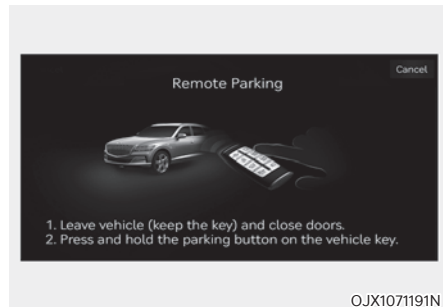 Cancel
Remote Parking
1. Leave vehicle (keep the key) and close doors.
2. Press and hold the parking button on the vehicle key.
OJX1071191N